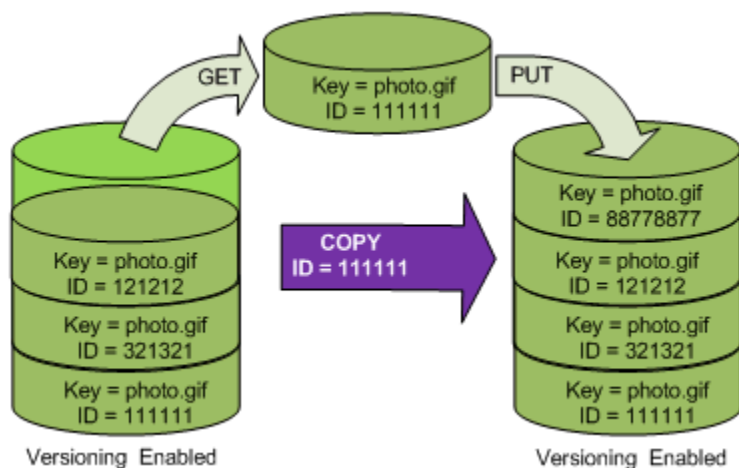 GET
Key = photo.gif
ID = 111111
PUT
Key = photo.gif
ID = 121212
Key = photo.gif
ID = 321321
Key = photo.gif
ID = 111111
Versioning Enabled
COPY
ID = 111111
Key = photo.gif
ID = 88778877
Key = photo.gif
ID = 121212
Key = photo.gif
ID = 321321
Key = photo.gif
ID = 111111
Versioning Enabled